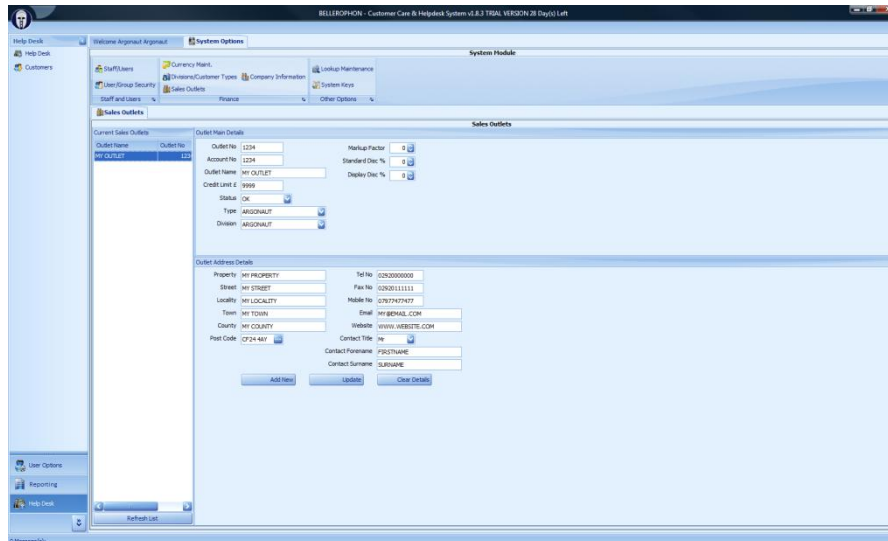 BELLEROPHON - Customer Care & Helpdesk System v1.8.3 TRIAL VERSION 28 Day(s) Left
Help Desk
Welcome Argonaut Argonaut
System Options
Help Desk
Customers
System Module
Staff/Users
User/Group Security
Staff and Users
Currency Maint.
Divisions/Customer Types
Company Information
Sales Outlets
Finance
Lookup Maintenance
System Keys
Other Options
Sales Outlets
Sales Outlets
Current Sales Outlets
Outlet Name Outlet No
MY OUTLET 123
Outlet Main Details
Outlet No 1234
Account No 1234
Outlet Name MY OUTLET
Credit Limit £ 9999
Status OK
Type ARGONAUT
Division ARGONAUT
Markup Factor 0
Standard Disc % 0
Display Disc % 0
Outlet Address Details
Property MY PROPERTY
Street MY STREET
Locality MY LOCALITY
Town MY TOWN
County MY COUNTY
Post Code CF24 4AY
Tel No 02920000000
Fax No 02920111111
Mobile No 07877477477
Email MY@EMAIL.COM
Website WWW.WEBSITE.COM
Contact Title Mr
Contact Forename FIRSTNAME
Contact Surname SURNAME
Add New
Update
Clear Details
User Options
Reporting
Help Desk
Refresh List